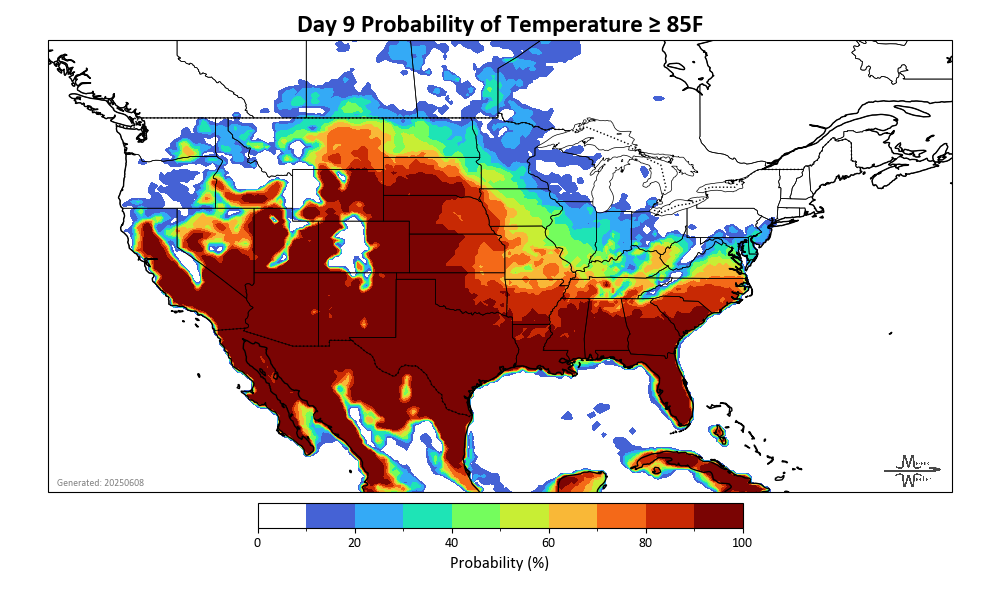 Day 9 Probability of Temperature ≥ 85F
Generated: 20250608
0 20 40 60 80 100
Probability (%)